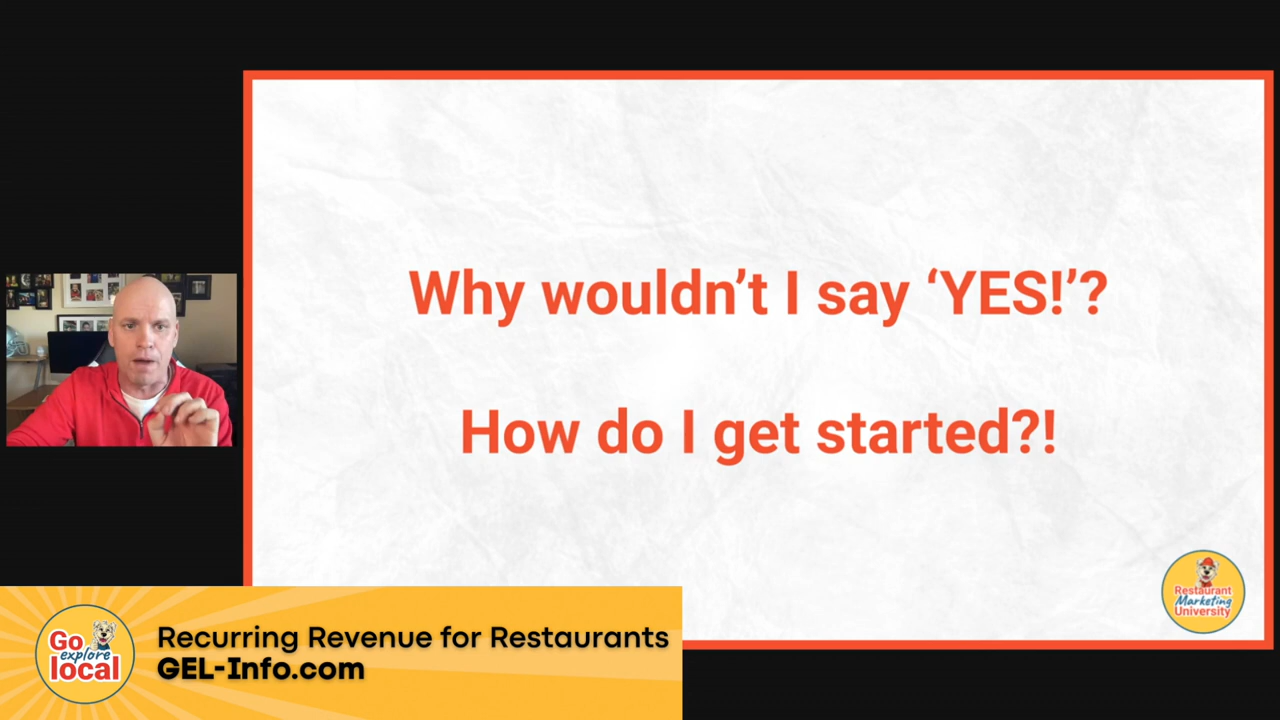 Why wouldn’t I say ‘YES!’?
How do I get started?!
Restaurant
Marketing
University
Go
explore
local
Recurring Revenue for Restaurants
GEL-Info.com